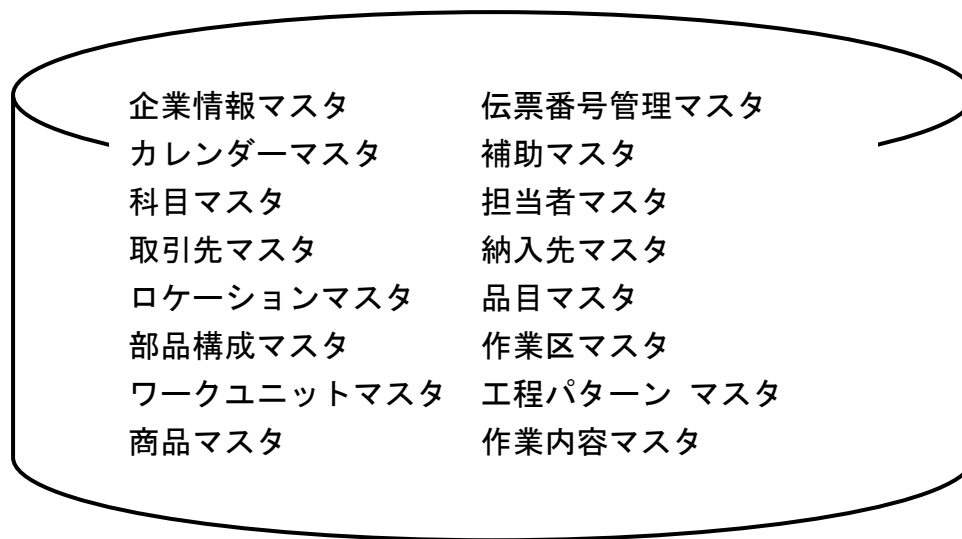 企業情報マスタ 伝票番号管理マスタ
カレンダーマスタ 補助マスタ
科目マスタ 担当者マスタ
取引先マスタ 納入先マスタ
ロケーションマスタ 品目マスタ
部品構成マスタ 作業区マスタ
ワークユニットマスタ 工程パターン マスタ
商品マスタ 作業内容マスタ